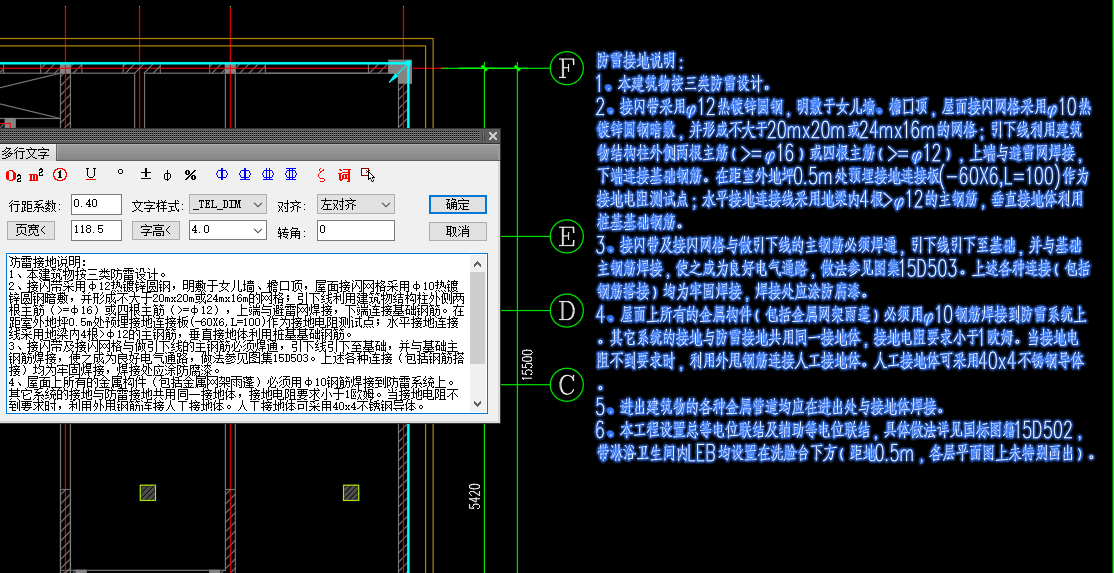 F
E
D
C
15500
5420
防雷接地说明：
1。本建筑物按三类防雷设计。
2。接闪带采用φ12热镀锌圆钢，明敷于女儿墙。檐口顶，屋面接闪网格采用φ10热
镀锌圆钢暗敷，并形成不大于20mx20m或24mx16m的网格；引下线利用建筑
物结构柱外侧两根主筋(>=φ16)或四根主筋(>=φ12)，上端与避雷网焊接，
下端连接基础钢筋。在距室外地坪0.5m处预埋接地连接板(-60X6,L=100)作为
接地电阻测试点；水平接地连接线采用地梁内4根>φ12的主钢筋，垂直接地体利用
桩基基础钢筋。
3。接闪带及接闪网格与做引下线的主钢筋必须焊通，引下线引下至基础，并与基础
主钢筋焊接，使之成为良好电气通路，做法参见图集15D503。上述各种连接(包括
钢筋搭接)均为牢固焊接，焊接处应涂防腐漆。
4。屋面上所有的金属构件(包括金属网架雨蓬)必须用φ10钢筋焊接到防雷系统上
。其它系统的接地与防雷接地共用同一接地体，接地电阻要求小于1欧姆。当接地电
阻不到要求时，利用外甩钢筋连接人工接地体。人工接地体可采用40x4不锈钢导体
。
5。进出建筑物的各种金属管道均应在进出处与接地体焊接。
6。本工程设置总等电位联结及辅助等电位联结，具体做法详见国标图籍15D502，
带淋浴卫生间内LEB均设置在洗脸台下方(距地0.5m，各层平面图上未特别画出)。
多行文字
O₂ m² ① U ° ± φ % 词
行距系数: 0.40 文字样式: _TEL_DIM 对齐: 左对齐 确定
页宽< 118.5 字高< 4.0 转角: 0 取消
防雷接地说明：
1、本建筑物按三类防雷设计。
2、接闪带采用φ12热镀锌圆钢，明敷于女儿墙、檐口顶，屋面接闪网格采用φ10热镀
锌圆钢暗敷，并形成不大于20mx20m或24mx16m的网格；引下线利用建筑物结构柱外侧两
根主筋（>=φ16）或四根主筋（>=φ12），上端与避雷网焊接，下端连接基础钢筋。在
距室外地坪0.5m处预埋接地连接板(-60X6,L=100)作为接地电阻测试点；水平接地连接
线采用地梁内4根>φ12的主钢筋，垂直接地体利用桩基基础钢筋。
3、接闪带及接闪网格与做引下线的主钢筋必须焊通，引下线引下至基础，并与基础主
钢筋焊接，使之成为良好电气通路，做法参见图集15D503。上述各种连接（包括钢筋搭
接）均为牢固焊接，焊接处应涂防腐漆。
4、屋面上所有的金属构件（包括金属网架雨蓬）必须用φ10钢筋焊接到防雷系统上。
其它系统的接地与防雷接地共用同一接地体，接地电阻要求小于1欧姆。当接地电阻不
到要求时，利用外甩钢筋连接人工接地体。人工接地体可采用40x4不锈钢导体。